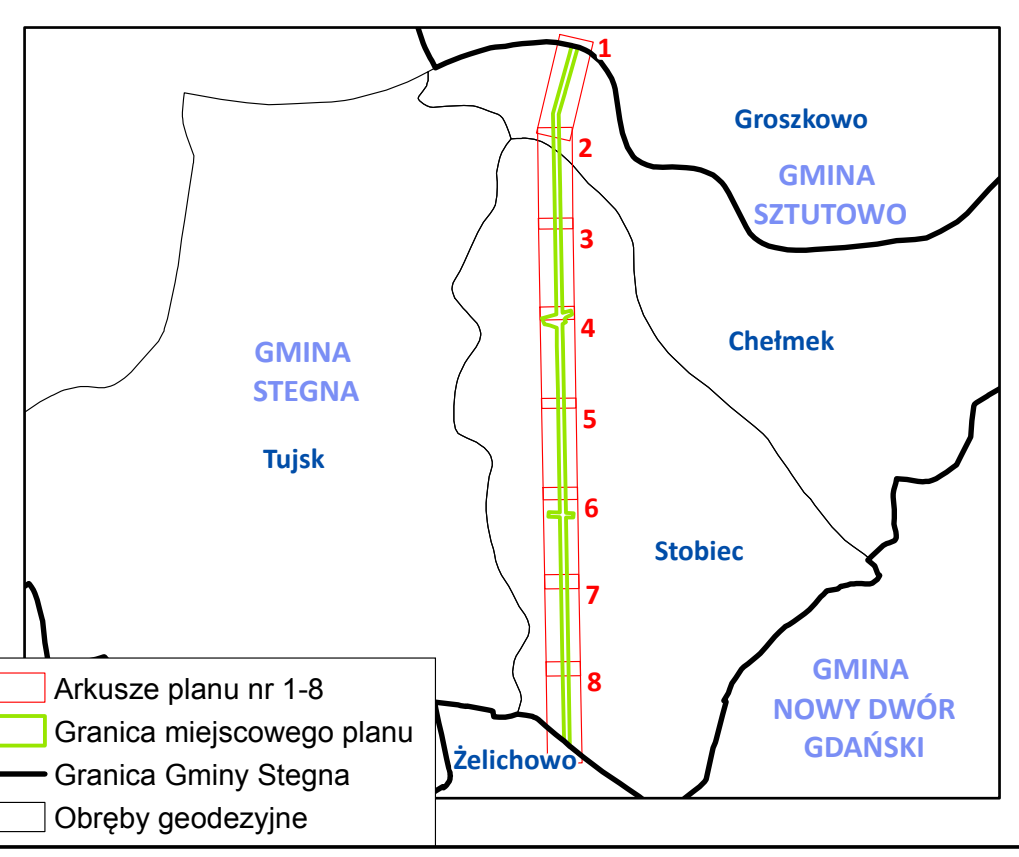 1
Groszkowo
2
GMINA
SZTUTOWO
3
4
Chełmek
GMINA
STEGNA
5
Tujsk
6
Stobiec
7
8
GMINA
NOWY DWÓR
GDAŃSKI
Żelichowo
Arkusze planu nr 1-8
Granica miejscowego planu
Granica Gminy Stegna
Obręby geodezyjne